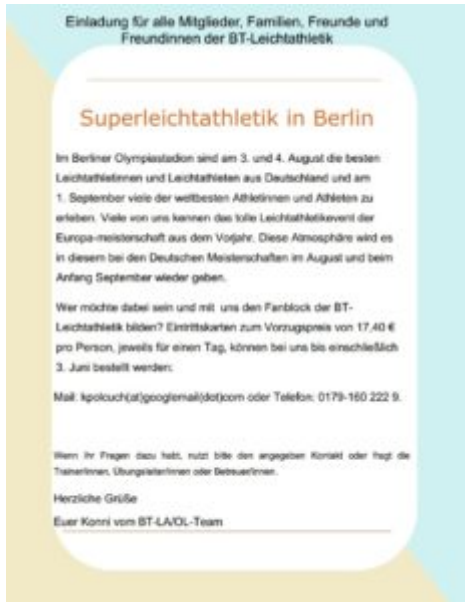 Einladung für alle Mitglieder, Familien, Freunde und
Freundinnen der BT-Leichtathletik
Superleichtathletik in Berlin
Im Berliner Olympiastadion sind am 3. und 4. August die besten
Leichtathletinnen und Leichtathleten aus Deutschland und am
1. September viele der weltbesten Athletinnen und Athleten zu
erleben. Viele von uns kennen das tolle Leichtathletikevent der
Europa-meisterschaft aus dem Vorjahr. Diese Atmosphäre wird es
in diesem bei den Deutschen Meisterschaften im August und beim
Anfang September wieder geben.
Wer möchte dabei sein und mit uns den Fanblock der BT-
Leichtathletik bilden? Eintrittskarten zum Vorzugspreis von 17,40 €
pro Person, jeweils für einen Tag, können bei uns bis einschließlich
3. Juni bestellt werden:
Mail: kpolcuch(at)googlemail(dot)com oder Telefon: 0179-160 222 9.
Wenn ihr Fragen dazu habt, nutzt bitte den angegeben Kontakt oder fragt die
TrainerInnen, ÜbungsleiterInnen oder BetreuerInnen.
Herzliche Grüße
Euer Konni vom BT-LA/OL-Team